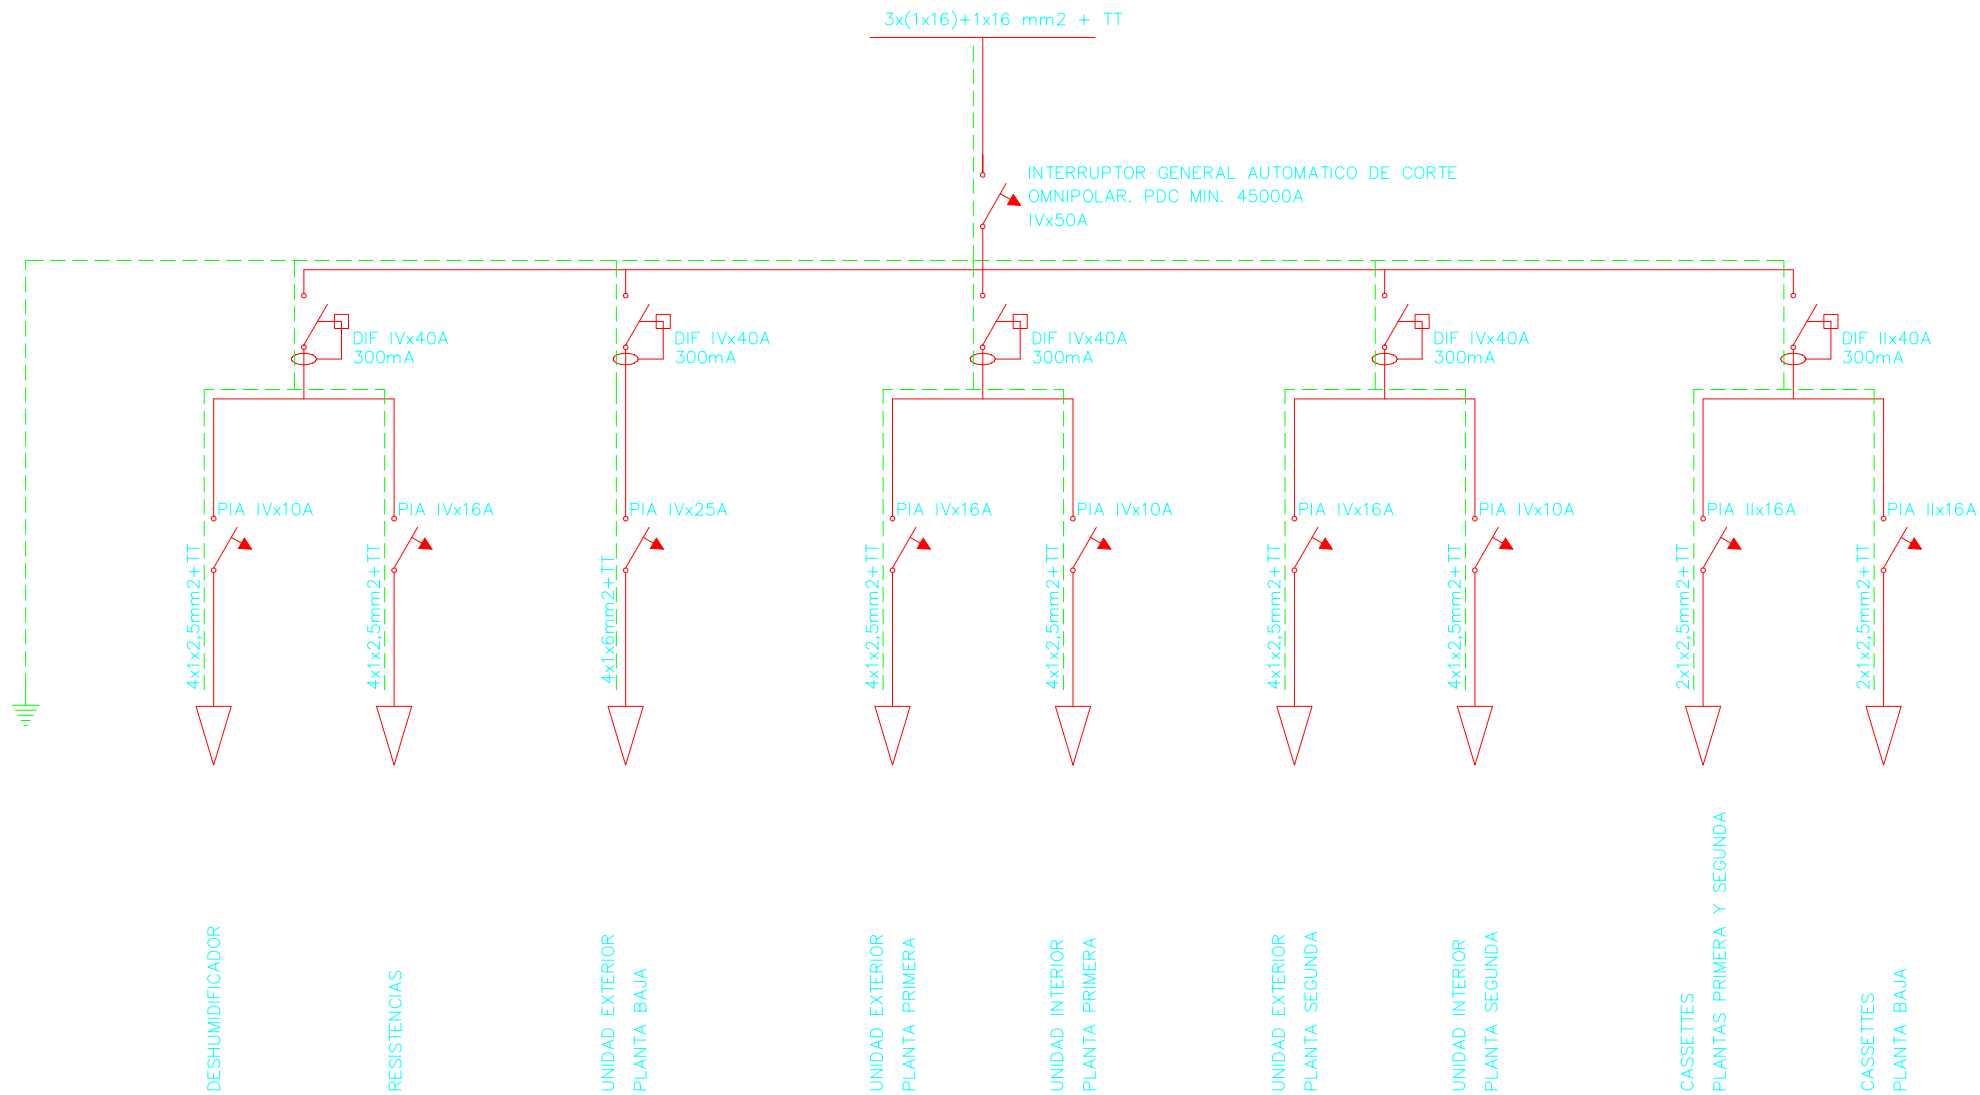 3x(1x16)+1x16 mm2 + TT
INTERRUPTOR GENERAL AUTOMATICO DE CORTE
OMNIPOLAR. PDC MIN. 45000A
IVx50A
DIF IVx40A
300mA
DIF IVx40A
300mA
DIF IVx40A
300mA
DIF IVx40A
300mA
DIF IIx40A
300mA
PIA IVx10A
PIA IVx16A
PIA IVx25A
PIA IVx16A
PIA IVx10A
PIA IVx16A
PIA IVx10A
PIA IIx16A
PIA IIx16A
4x1x2,5mm2+TT
4x1x2,5mm2+TT
4x1x6mm2+TT
4x1x2,5mm2+TT
4x1x2,5mm2+TT
4x1x2,5mm2+TT
4x1x2,5mm2+TT
2x1x2,5mm2+TT
2x1x2,5mm2+TT
DESHUMIDIFICADOR
RESISTENCIAS
UNIDAD EXTERIOR
PLANTA BAJA
UNIDAD EXTERIOR
PLANTA PRIMERA
UNIDAD INTERIOR
PLANTA PRIMERA
UNIDAD EXTERIOR
PLANTA SEGUNDA
UNIDAD INTERIOR
PLANTA SEGUNDA
CASSETTES
PLANTAS PRIMERA Y SEGUNDA
CASSETTES
PLANTA BAJA